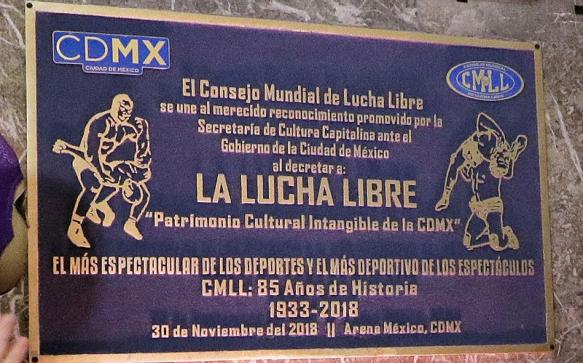 CDMX
CIUDAD DE MÉXICO
CMLL
El Consejo Mundial de Lucha Libre
se une al merecido reconocimiento promovido por la
Secretaría de Cultura Capitalina ante el
Gobierno de la Ciudad de México
al decretar a:
LA LUCHA LIBRE
"Patrimonio Cultural Intangible de la CDMX"
EL MÁS ESPECTACULAR DE LOS DEPORTES Y EL MÁS DEPORTIVO DE LOS ESPECTÁCULOS
CMLL: 85 Años de Historia
1933-2018
30 de Noviembre del 2018 || Arena México, CDMX